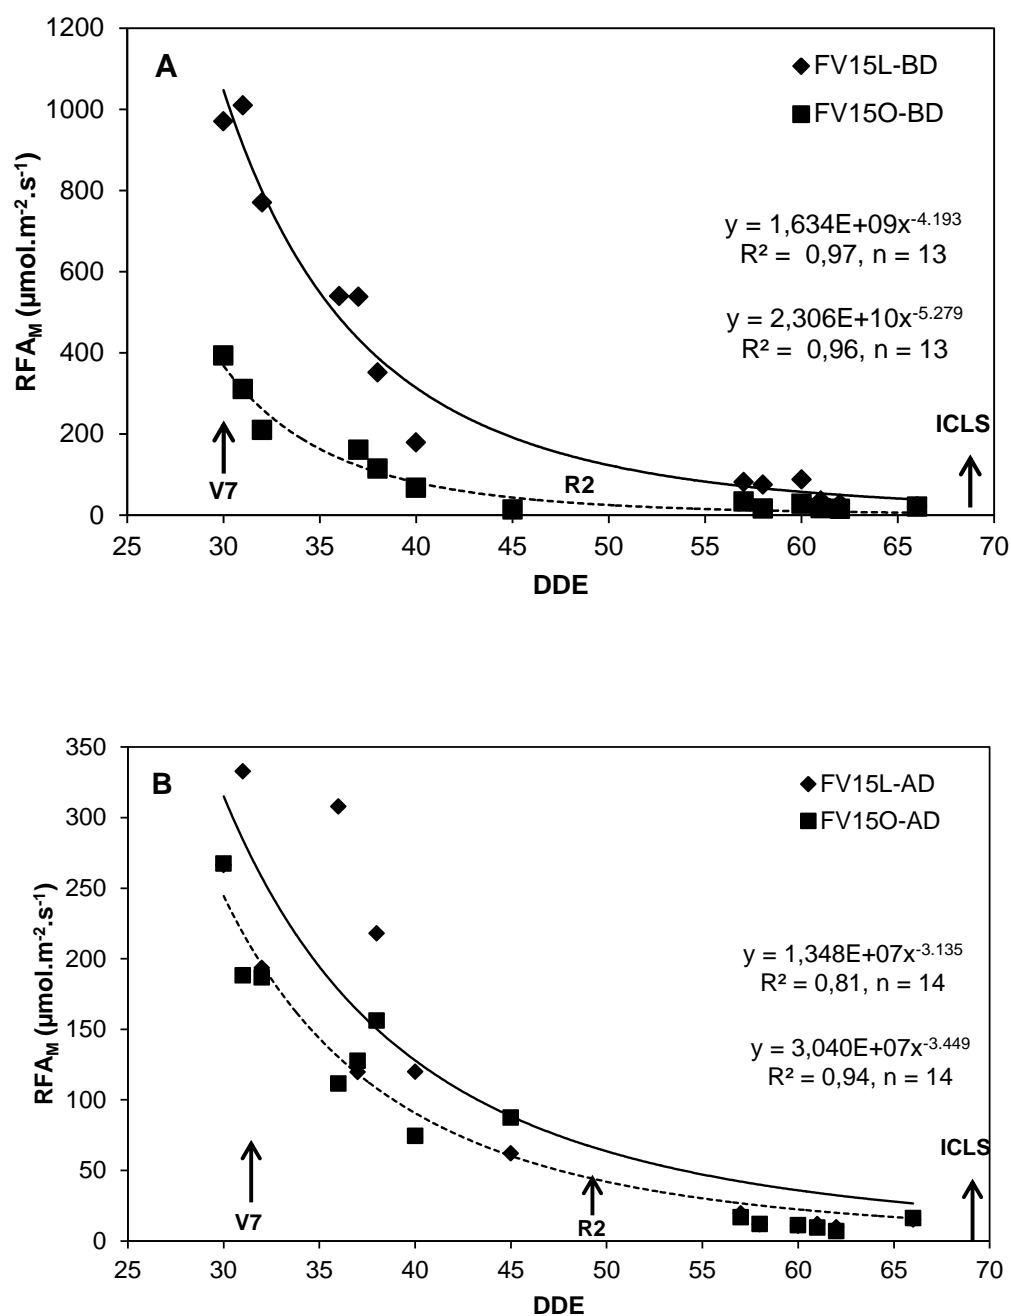 A
FV15L-BD
FV15O-BD
y = 1,634E+09x^-4.193
R² = 0,97, n = 13
y = 2,306E+10x^-5.279
R² = 0,96, n = 13
ICLS
V7
R2
RFA_M (µmol.m^-2.s^-1)
1200
1000
800
600
400
200
0
25 30 35 40 45 50 55 60 65 70
DDE
B
FV15L-AD
FV15O-AD
y = 1,348E+07x^-3.135
R² = 0,81, n = 14
y = 3,040E+07x^-3.449
R² = 0,94, n = 14
ICLS
V7
R2
RFA_M (µmol.m^-2.s^-1)
350
300
250
200
150
100
50
0
25 30 35 40 45 50 55 60 65 70
DDE